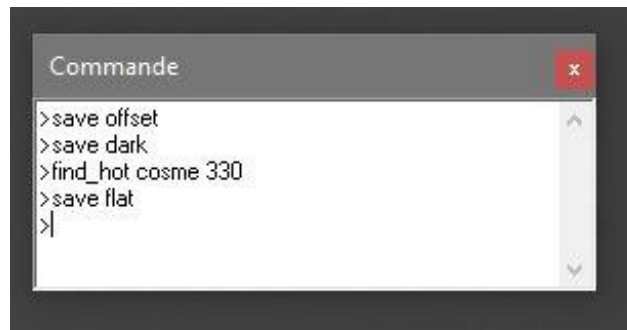 Commande
x
>save offset
>save dark
>find_hot cosme 330
>save flat
>